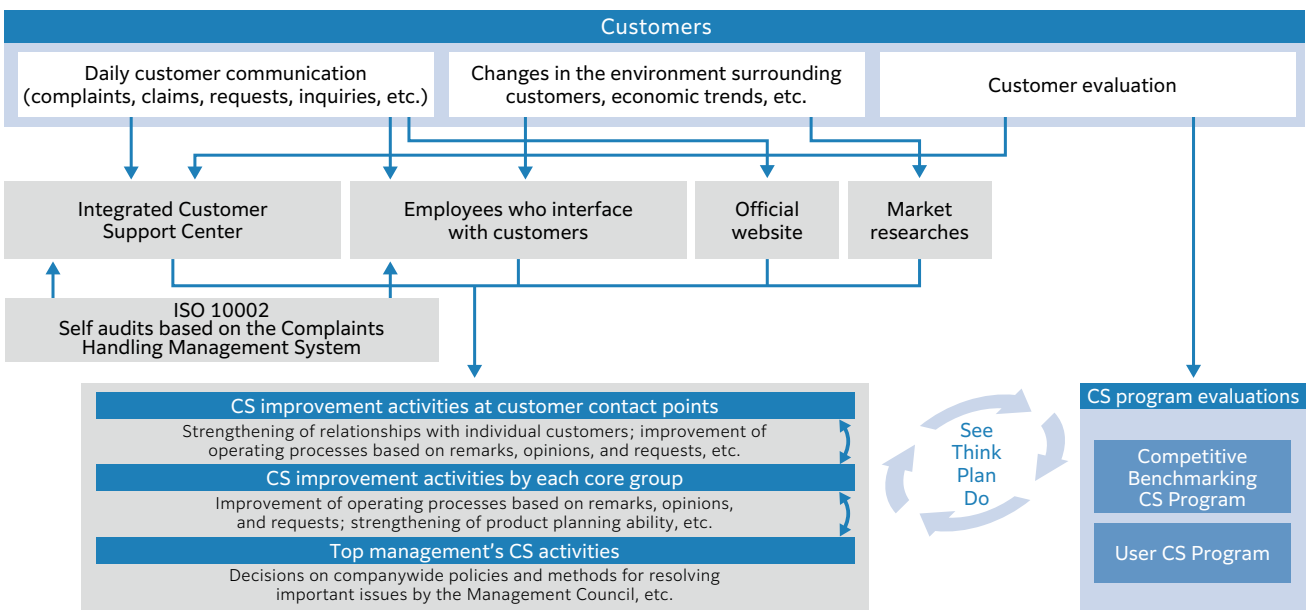 Customers
Daily customer communication
(complaints, claims, requests, inquiries, etc.)
Changes in the environment surrounding
customers, economic trends, etc.
Customer evaluation
Integrated Customer
Support Center
Employees who interface
with customers
Official
website
Market
researches
ISO 10002
Self audits based on the Complaints
Handling Management System
CS improvement activities at customer contact points
Strengthening of relationships with individual customers; improvement of
operating processes based on remarks, opinions, and requests, etc.
CS improvement activities by each core group
Improvement of operating processes based on remarks, opinions,
and requests; strengthening of product planning ability, etc.
Top management’s CS activities
Decisions on companywide policies and methods for resolving
important issues by the Management Council, etc.
See
Think
Plan
Do
CS program evaluations
Competitive
Benchmarking
CS Program
User CS Program